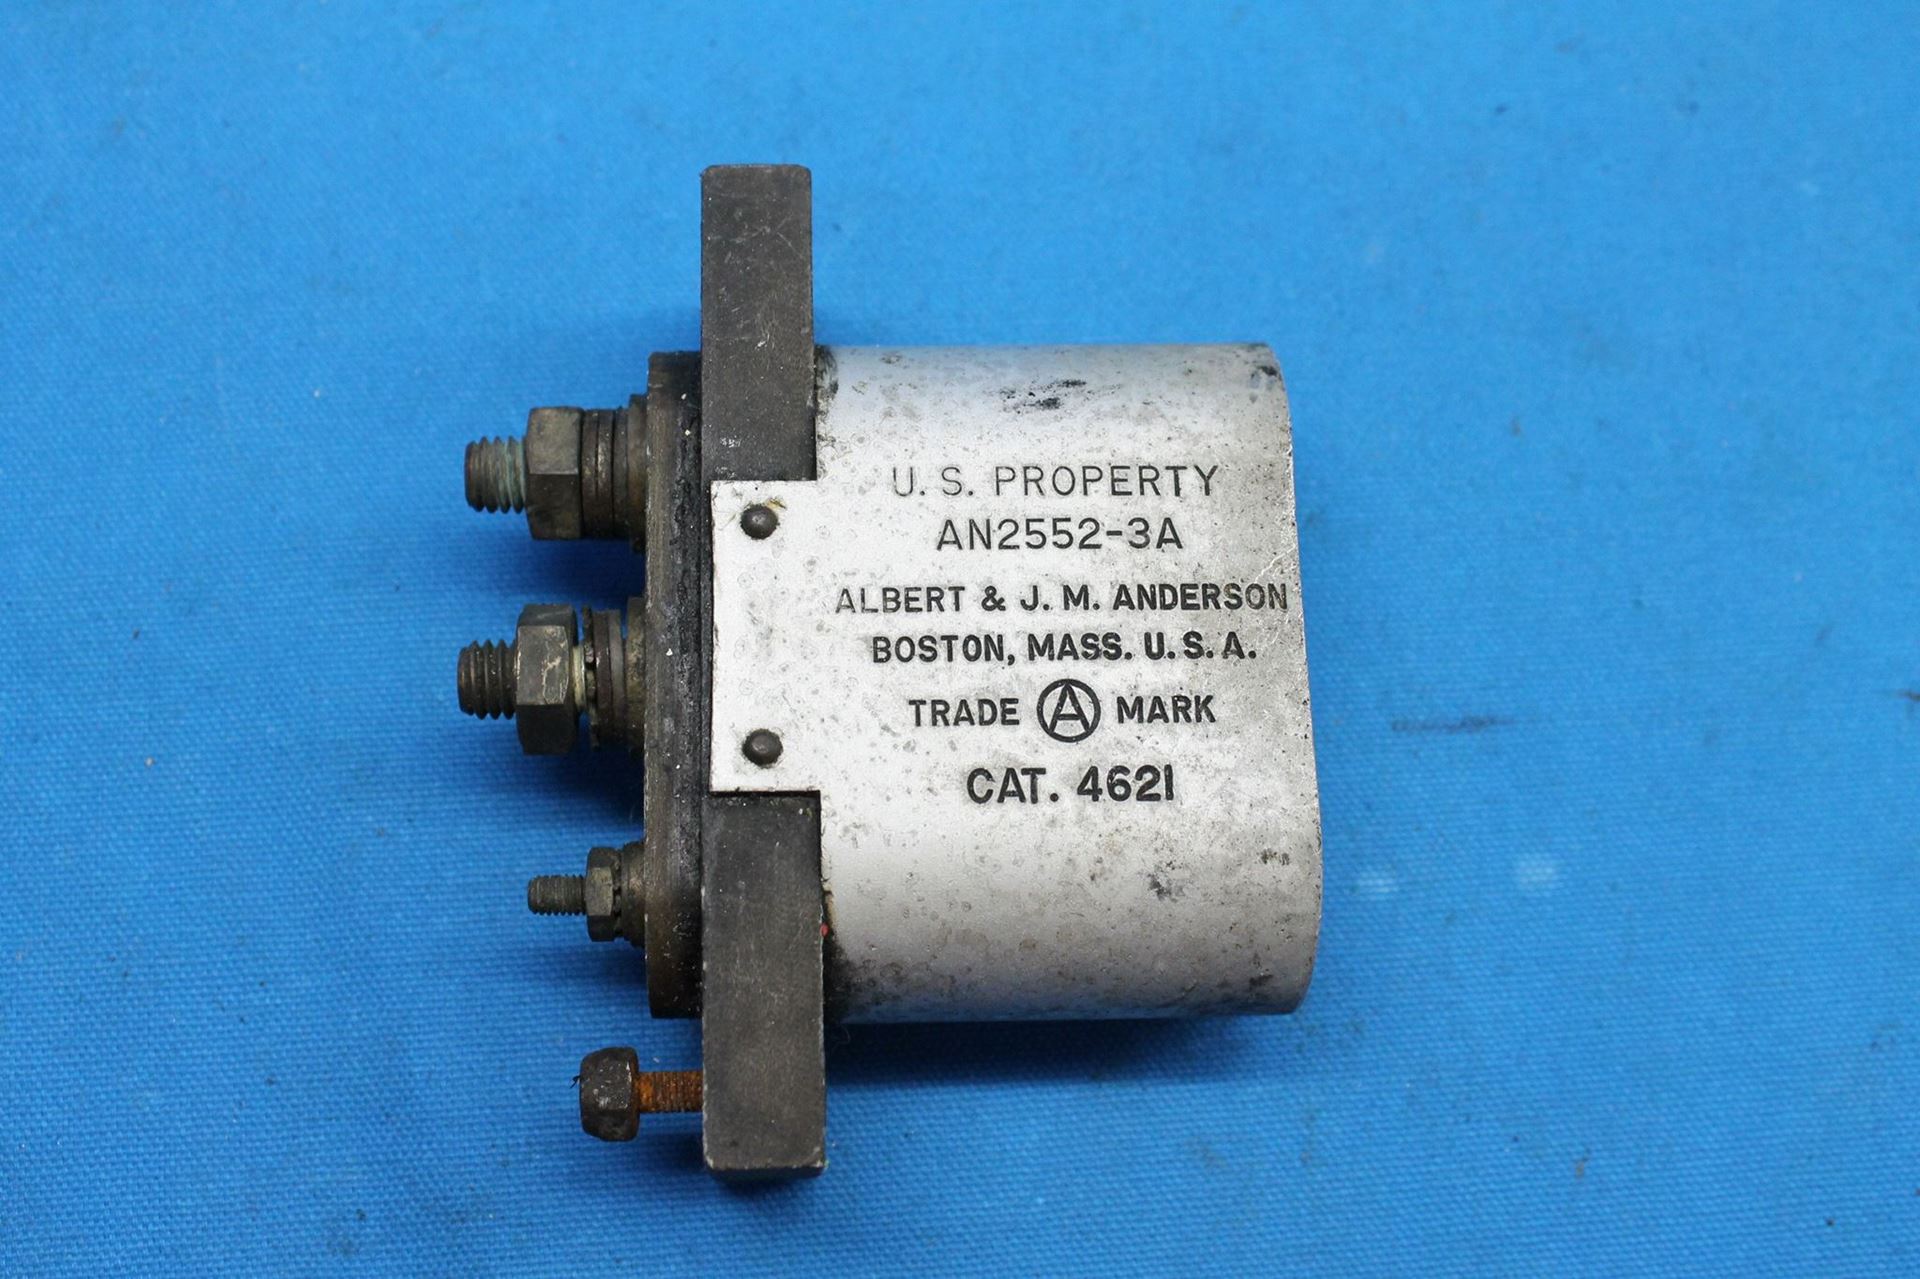 U. S. PROPERTY
AN2552-3A
ALBERT & J. M. ANDERSON
BOSTON, MASS. U. S. A.
TRADE A MARK
CAT. 4621